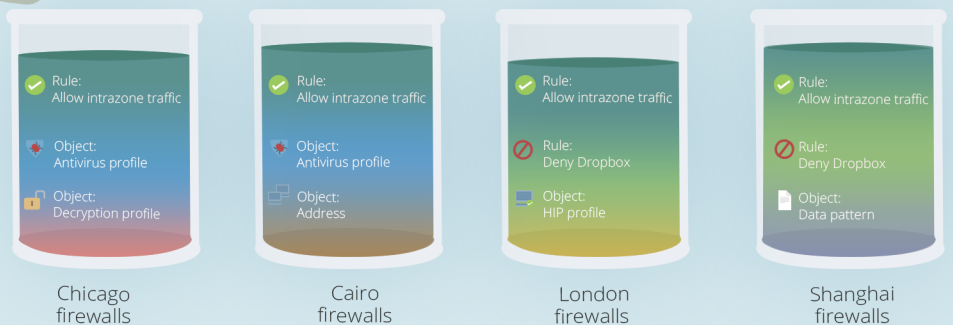 Rule:
Allow intrazone traffic
Object:
Antivirus profile
Object:
Decryption profile
Chicago
firewalls
Rule:
Allow intrazone traffic
Object:
Antivirus profile
Object:
Address
Cairo
firewalls
Rule:
Allow intrazone traffic
Rule:
Deny Dropbox
Object:
HIP profile
London
firewalls
Rule:
Allow intrazone traffic
Rule:
Deny Dropbox
Object:
Data pattern
Shanghai
firewalls